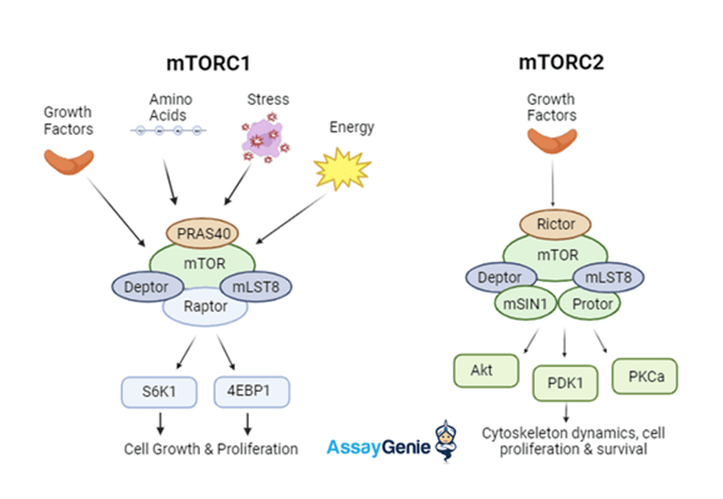 mTORC1
Growth
Factors
Amino
Acids
Stress
Energy
PRAS40
mTOR
Deptor
mLST8
Raptor
S6K1
4EBP1
Cell Growth & Proliferation
mTORC2
Growth
Factors
Rictor
mTOR
Deptor
mLST8
mSIN1
Protor
Akt
PDK1
PKCa
Cytoskeleton dynamics, cell
proliferation & survival
AssayGenie